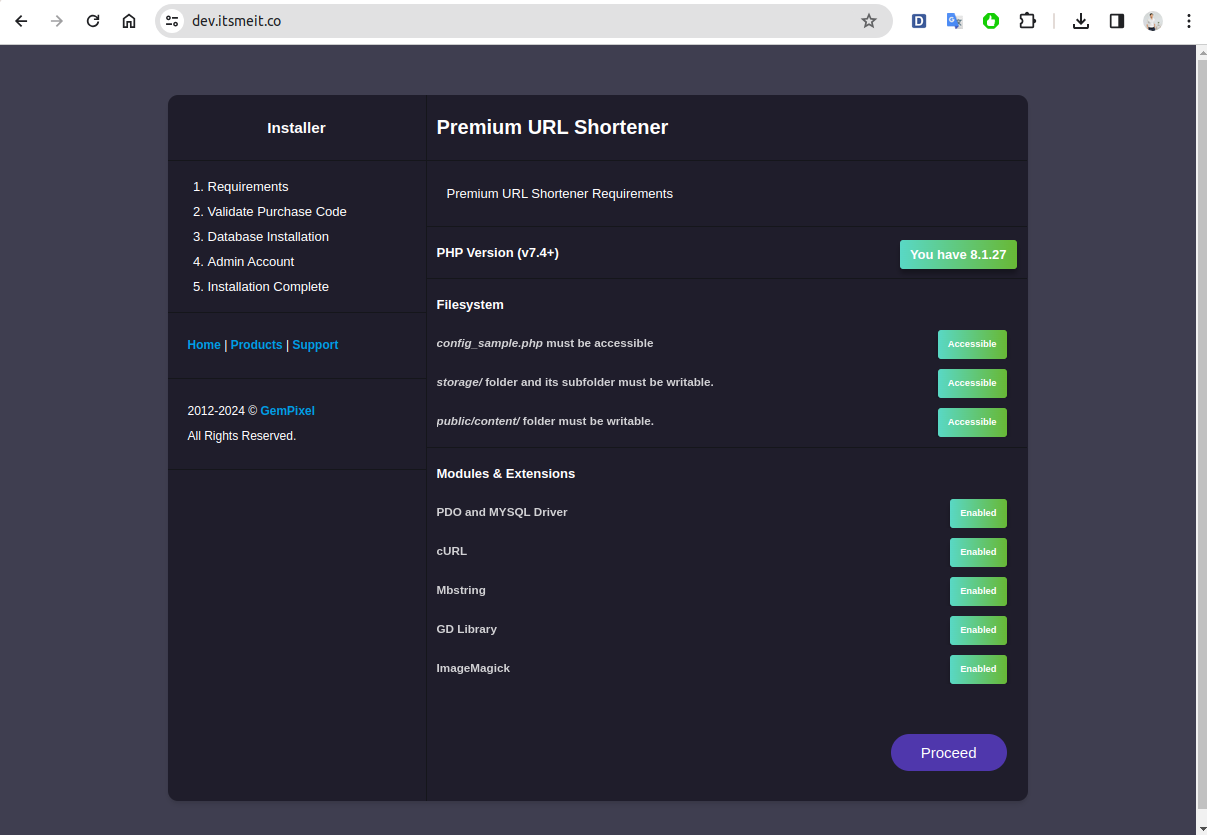 dev.itsmeit.co
Installer
1. Requirements
2. Validate Purchase Code
3. Database Installation
4. Admin Account
5. Installation Complete
Home | Products | Support
2012-2024 © GemPixel
All Rights Reserved.
Premium URL Shortener
Premium URL Shortener Requirements
PHP Version (v7.4+) You have 8.1.27
Filesystem
config_sample.php must be accessible Accessible
storage/ folder and its subfolder must be writable. Accessible
public/content/ folder must be writable. Accessible
Modules & Extensions
PDO and MYSQL Driver Enabled
cURL Enabled
Mbstring Enabled
GD Library Enabled
ImageMagick Enabled
Proceed